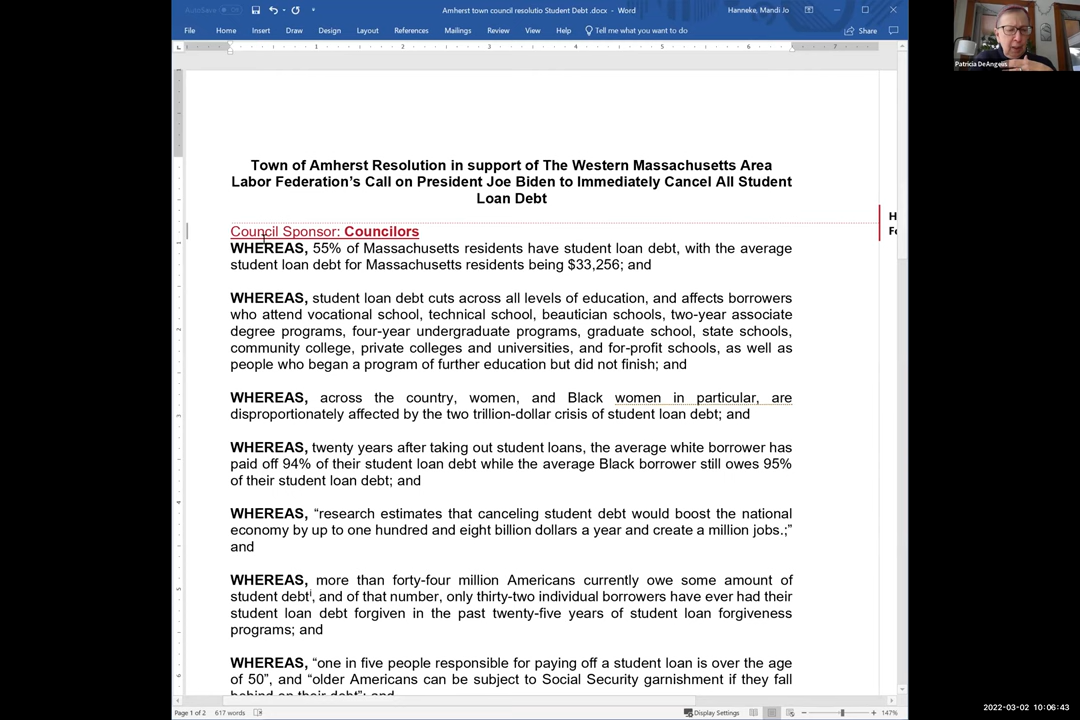 AutoSave Off
Amherst town council resolutio Student Debt .docx - Word
Hanneke, Mandi Jo
File Home Insert Draw Design Layout References Mailings Review View Help Tell me what you want to do
Share
Patricia DeAngelis
1 2 3 4 5 6 7
Town of Amherst Resolution in support of The Western Massachusetts Area
Labor Federation's Call on President Joe Biden to Immediately Cancel All Student
Loan Debt
Council Sponsor: Councilors
WHEREAS, 55% of Massachusetts residents have student loan debt, with the average
student loan debt for Massachusetts residents being $33,256; and
WHEREAS, student loan debt cuts across all levels of education, and affects borrowers
who attend vocational school, technical school, beautician schools, two-year associate
degree programs, four-year undergraduate programs, graduate school, state schools,
community college, private colleges and universities, and for-profit schools, as well as
people who began a program of further education but did not finish; and
WHEREAS, across the country, women, and Black women in particular, are
disproportionately affected by the two trillion-dollar crisis of student loan debt; and
WHEREAS, twenty years after taking out student loans, the average white borrower has
paid off 94% of their student loan debt while the average Black borrower still owes 95%
of their student loan debt; and
WHEREAS, “research estimates that canceling student debt would boost the national
economy by up to one hundred and eight billion dollars a year and create a million jobs.;”
and
WHEREAS, more than forty-four million Americans currently owe some amount of
student debtⁱ, and of that number, only thirty-two individual borrowers have ever had their
student loan debt forgiven in the past twenty-five years of student loan forgiveness
programs; and
WHEREAS, “one in five people responsible for paying off a student loan is over the age
of 50”, and “older Americans can be subject to Social Security garnishment if they fall
behind on their debt”; and
H
Fo
Page 1 of 2 617 words
Display Settings
147%
2022-03-02 10:06:43